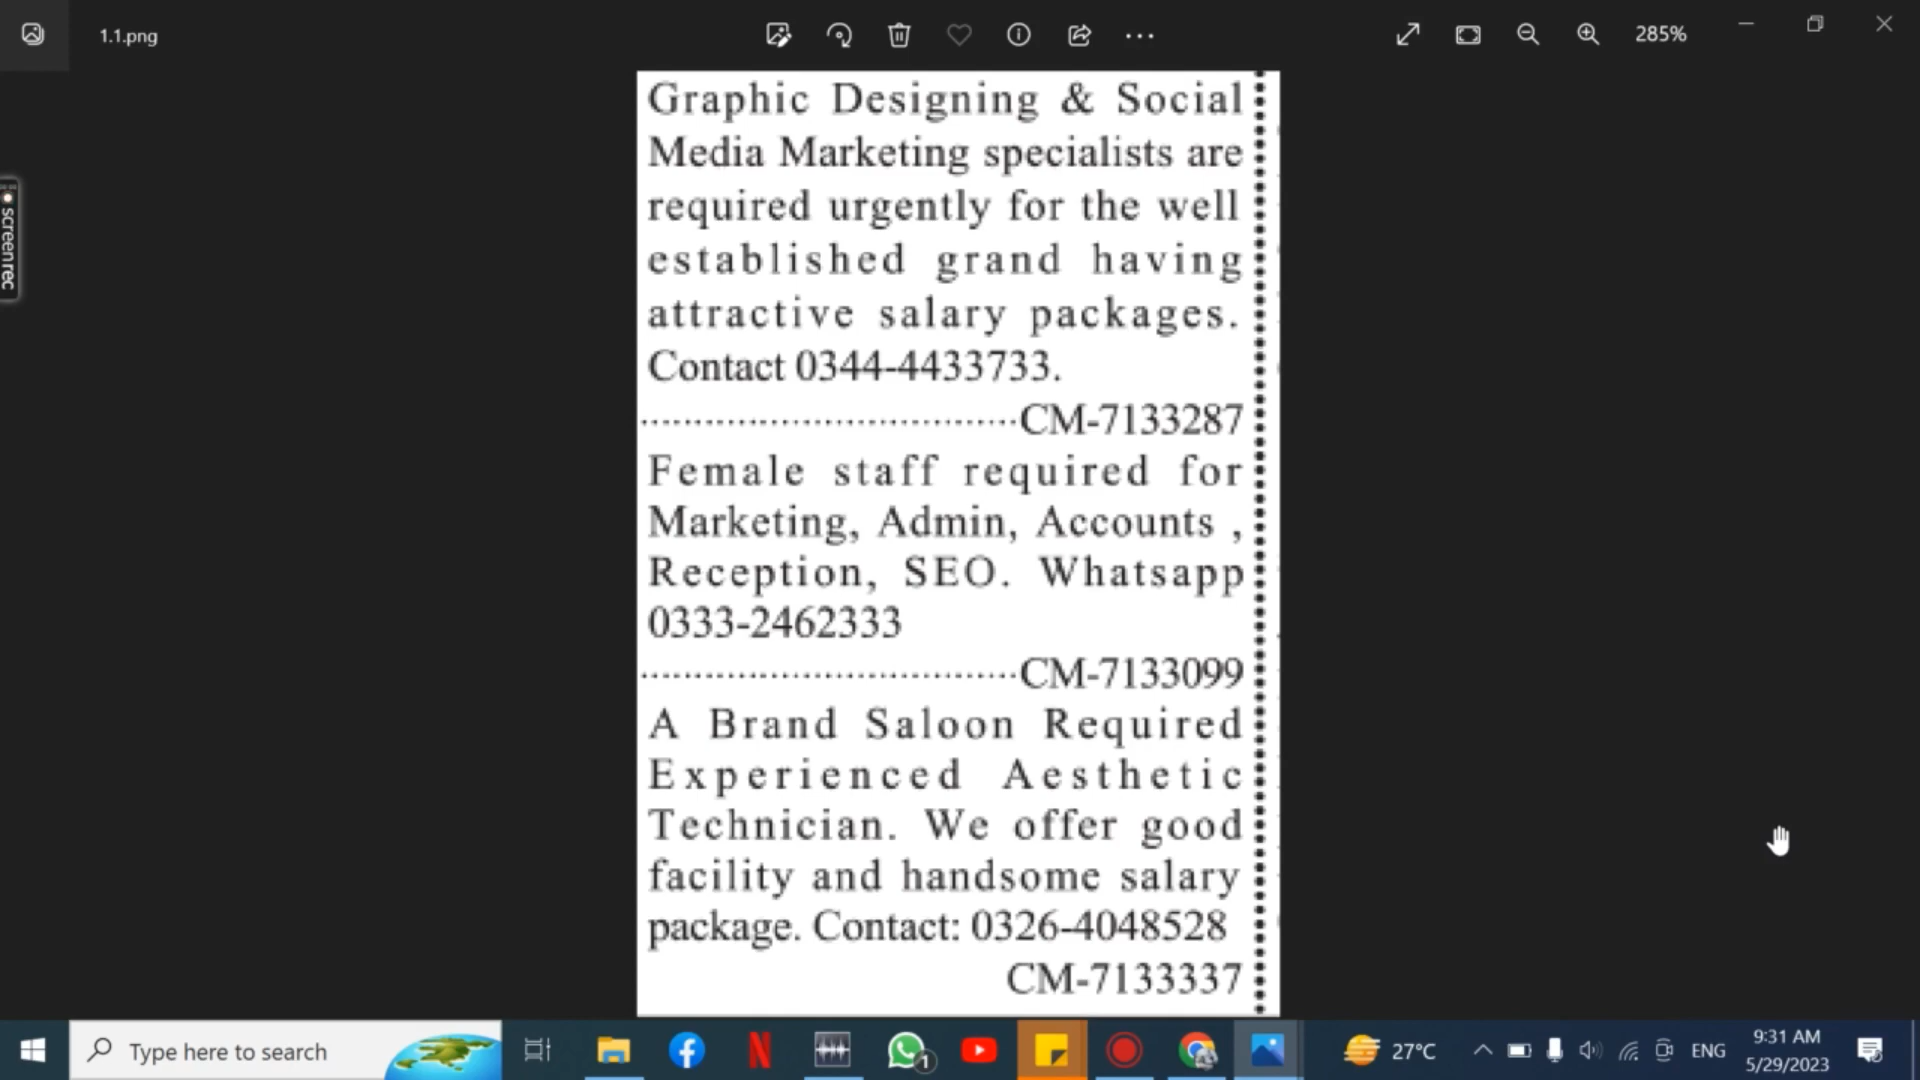 1.1.png
285%
screenrec
Graphic Designing & Social
Media Marketing specialists are
required urgently for the well
established grand having
attractive salary packages.
Contact 0344-4433733.
CM-7133287
Female staff required for
Marketing, Admin, Accounts ,
Reception, SEO. Whatsapp
0333-2462333
CM-7133099
A Brand Saloon Required
Experienced Aesthetic
Technician. We offer good
facility and handsome salary
package. Contact: 0326-4048528
CM-7133337
Type here to search
1
27°C
ENG
9:31 AM
5/29/2023